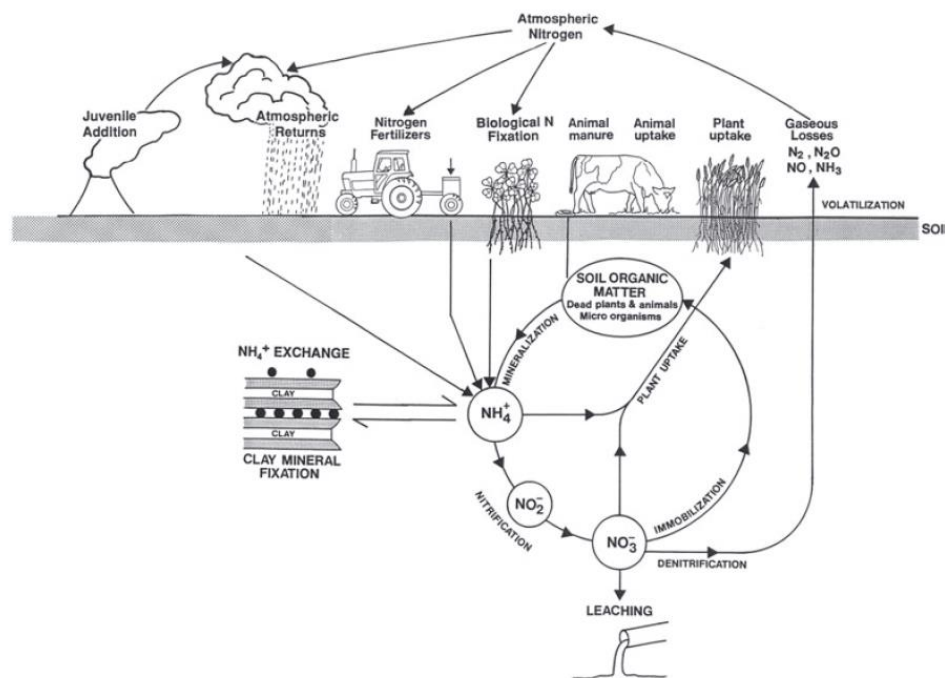 Atmospheric
Nitrogen
Juvenile
Addition
Atmospheric
Returns
Nitrogen
Fertilizers
Biological N
Fixation
Animal
manure
Animal
uptake
Plant
uptake
Gaseous
Losses
N₂ , N₂O
NO , NH₃
VOLATILIZATION
SOIL
SOIL ORGANIC
MATTER
Dead plants & animals
Micro organisms
MINERALIZATION
PLANT UPTAKE
NH₄⁺ EXCHANGE
CLAY
CLAY
CLAY MINERAL
FIXATION
NH₄⁺
NO₂⁻
NITRIFICATION
NO₃⁻
IMMOBILIZATION
DENITRIFICATION
LEACHING